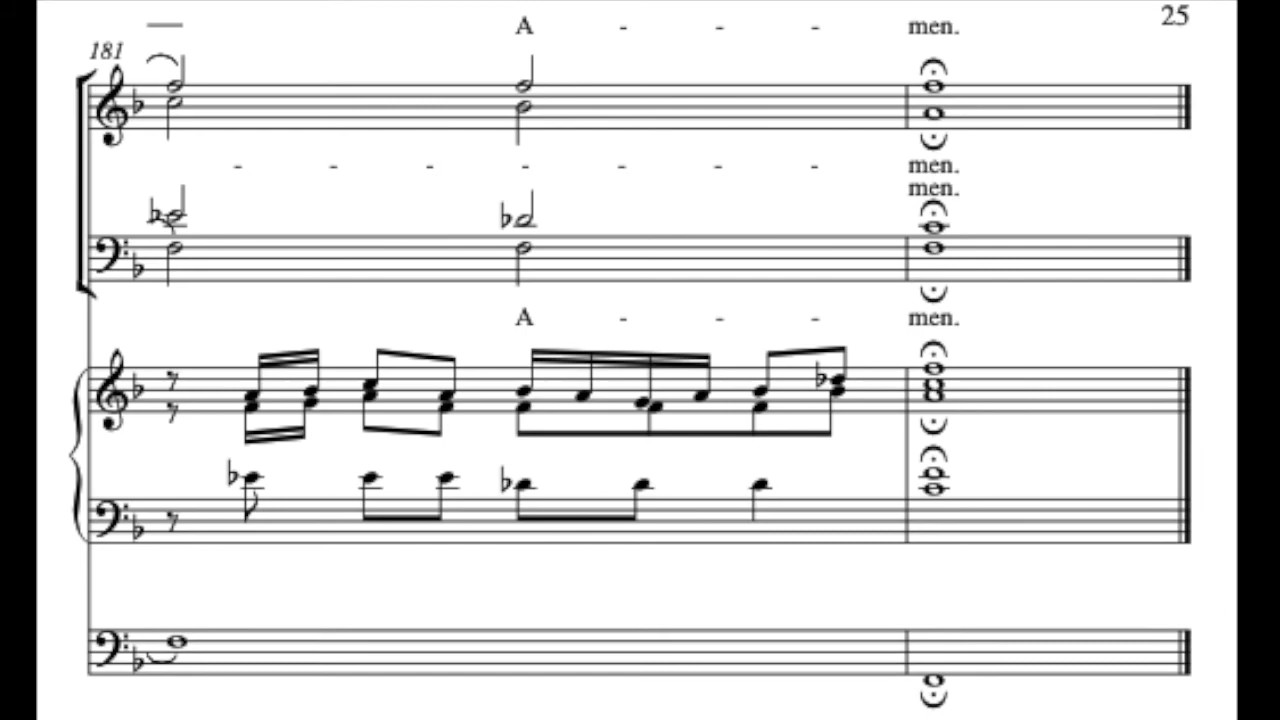 25
A - - - men.
181
- - - - - - - men.
men.
A - - - men.